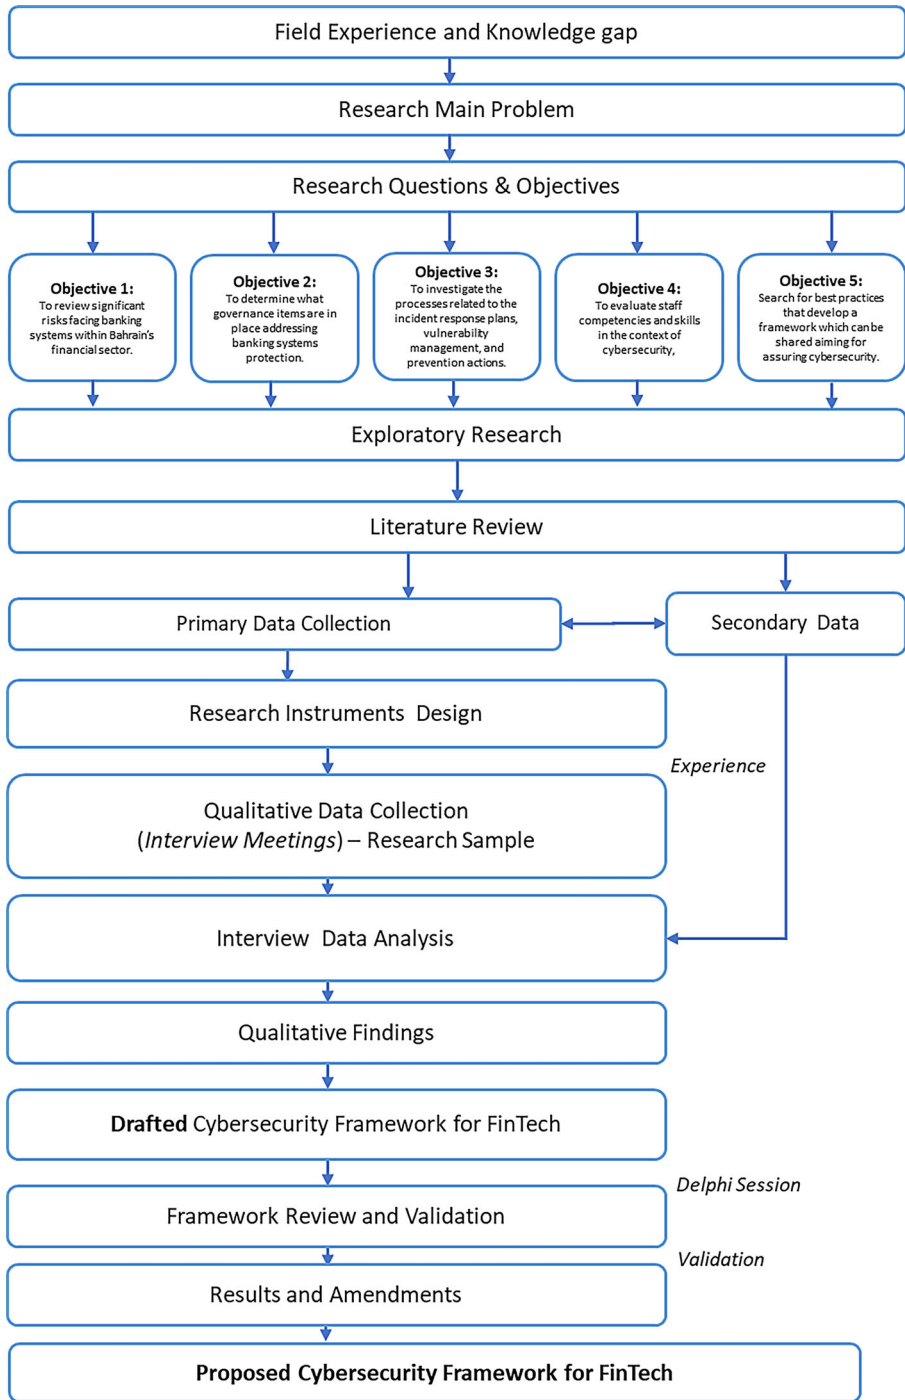 Field Experience and Knowledge gap
Research Main Problem
Research Questions & Objectives
Objective 1:
To review significant
risks facing banking
systems within Bahrain's
financial sector.
Objective 2:
To determine what
governance items are in
place addressing
banking systems
protection.
Objective 3:
To investigate the
processes related to the
incident response plans,
vulnerability
management, and
prevention actions.
Objective 4:
To evaluate staff
competencies and skills
in the context of
cybersecurity,
Objective 5:
Search for best practices
that develop a
framework which can be
shared aiming for
assuring cybersecurity.
Exploratory Research
Literature Review
Primary Data Collection
Secondary Data
Research Instruments Design
Experience
Qualitative Data Collection
(Interview Meetings) – Research Sample
Interview Data Analysis
Qualitative Findings
Drafted Cybersecurity Framework for FinTech
Delphi Session
Framework Review and Validation
Validation
Results and Amendments
Proposed Cybersecurity Framework for FinTech